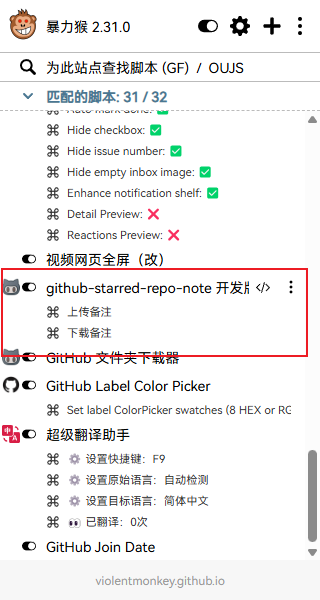 暴力猴 2.31.0
为此站点查找脚本 (GF) / OUJS
匹配的脚本: 31 / 32
Hide checkbox: ✅
Hide issue number: ✅
Hide empty inbox image: ✅
Enhance notification shelf: ✅
Detail Preview: ❌
Reactions Preview: ❌
视频网页全屏（改）
github-starred-repo-note 开发 </>
上传备注
下载备注
GitHub 文件夹下载器
GitHub Label Color Picker
Set label ColorPicker swatches (8 HEX or RG
超级翻译助手
⚙️ 设置快捷键: F9
⚙️ 设置原始语言: 自动检测
⚙️ 设置目标语言: 简体中文
👀 已翻译: 0次
GitHub Join Date
violentmonkey.github.io